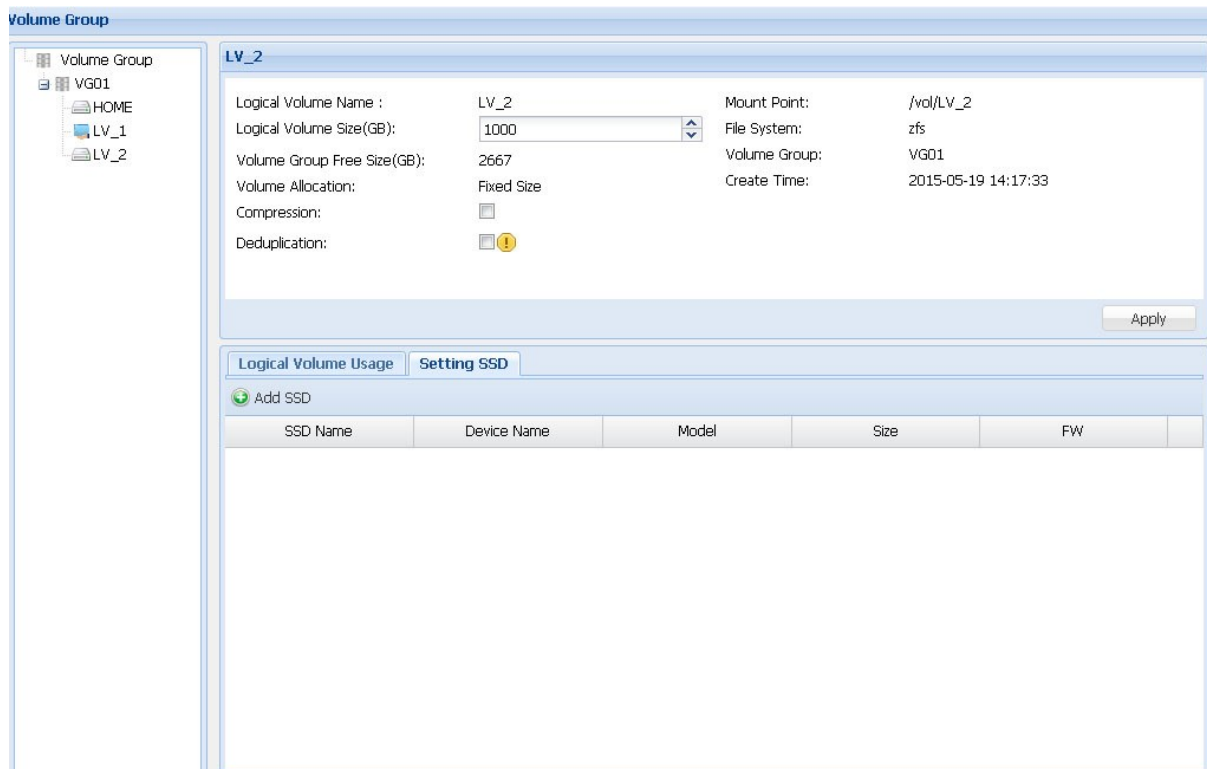 Volume Group
Volume Group
VG01
HOME
LV_1
LV_2
LV_2
Logical Volume Name : LV_2
Logical Volume Size(GB): 1000
Volume Group Free Size(GB): 2667
Volume Allocation: Fixed Size
Compression:
Deduplication:
Mount Point: /vol/LV_2
File System: zfs
Volume Group: VG01
Create Time: 2015-05-19 14:17:33
Apply
Logical Volume Usage Setting SSD
Add SSD
SSD Name Device Name Model Size FW